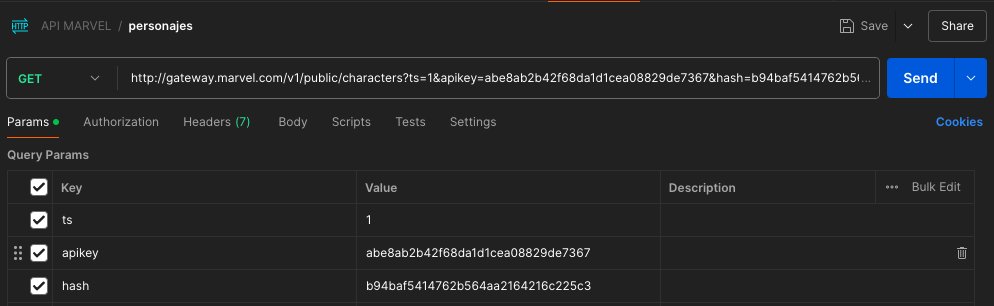 HTTP API MARVEL / personajes Save Share
GET http://gateway.marvel.com/v1/public/characters?ts=1&apikey=abe8ab2b42f68da1d1cea08829de7367&hash=b94baf5414762b56... Send
Params Authorization Headers (7) Body Scripts Tests Settings Cookies
Query Params
Key Value Description ••• Bulk Edit
ts 1
apikey abe8ab2b42f68da1d1cea08829de7367
hash b94baf5414762b564aa2164216c225c3